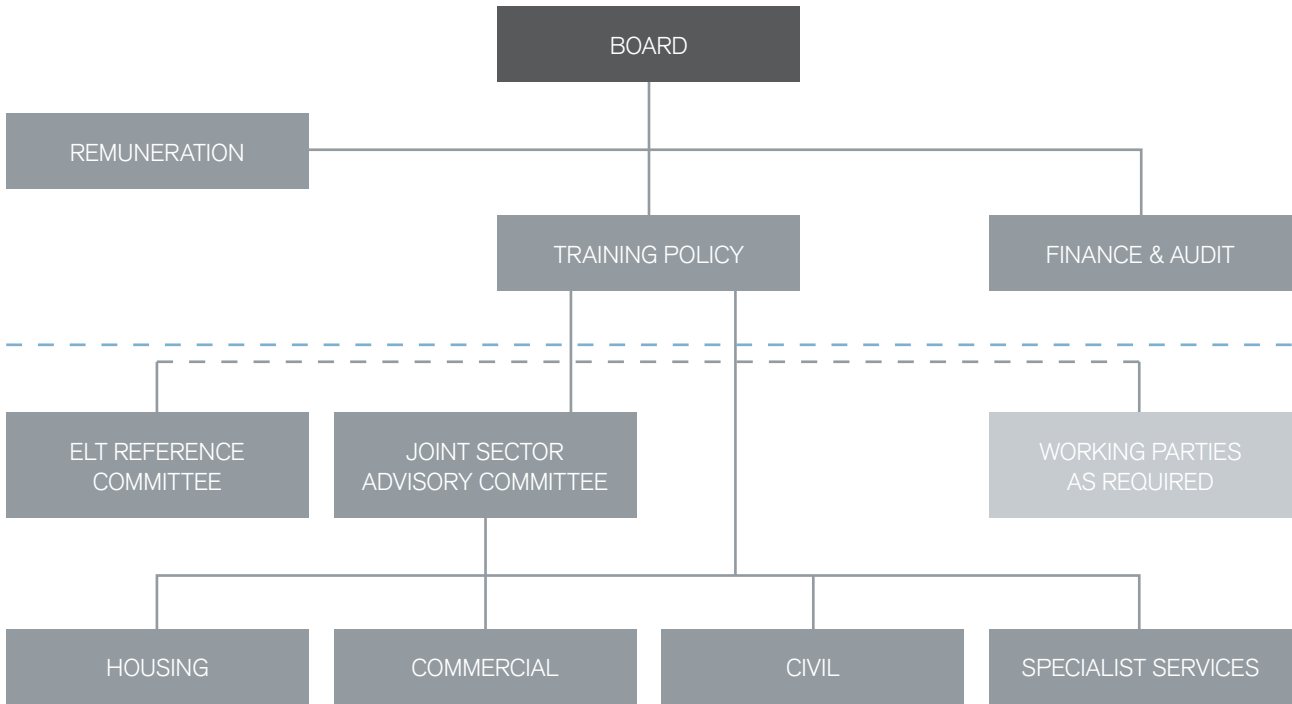 BOARD
REMUNERATION
TRAINING POLICY
FINANCE & AUDIT
ELT REFERENCE
COMMITTEE
JOINT SECTOR
ADVISORY COMMITTEE
WORKING PARTIES
AS REQUIRED
HOUSING
COMMERCIAL
CIVIL
SPECIALIST SERVICES